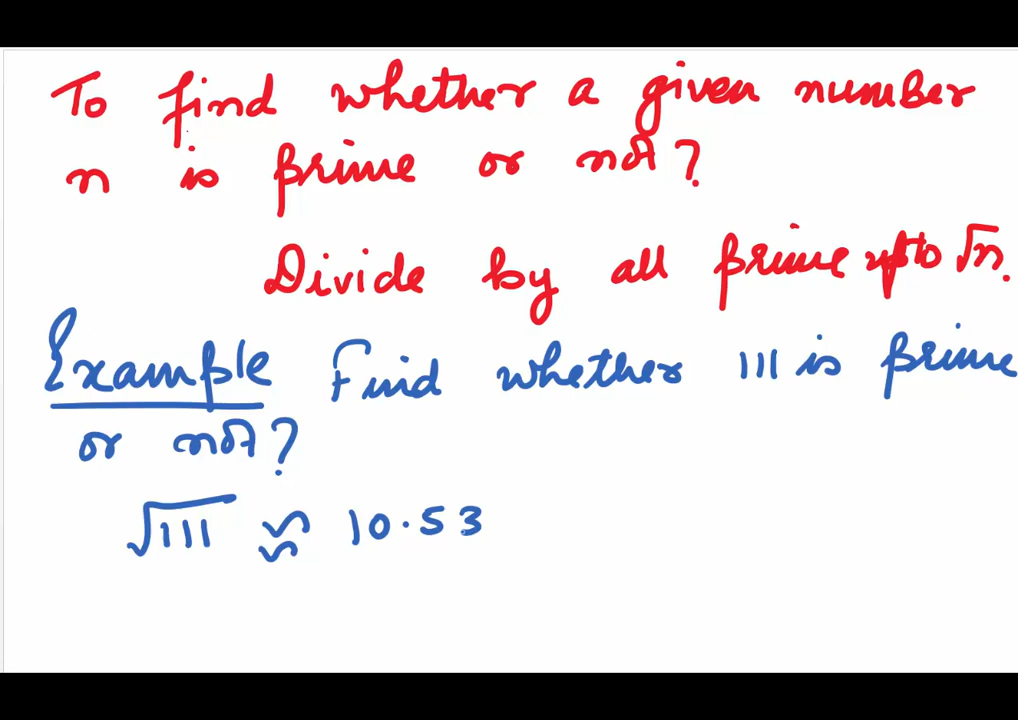 To find whether a given number
n is prime or not?
Divide by all prime upto √n.
Example Find whether 111 is prime
or not?
√111 ≈ 10.53